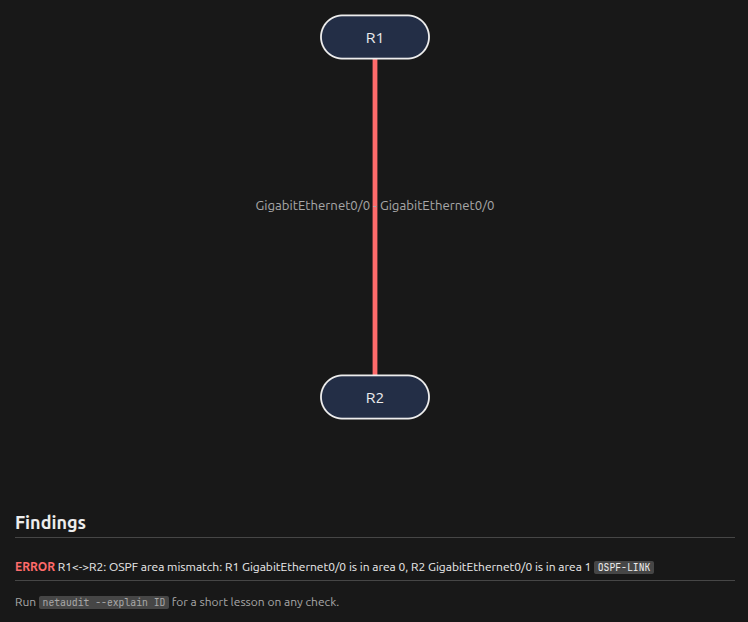 R1
GigabitEthernet0/0 - GigabitEthernet0/0
R2
Findings
ERROR R1<->R2: OSPF area mismatch: R1 GigabitEthernet0/0 is in area 0, R2 GigabitEthernet0/0 is in area 1 OSPF-LINK
Run netaudit --explain ID for a short lesson on any check.